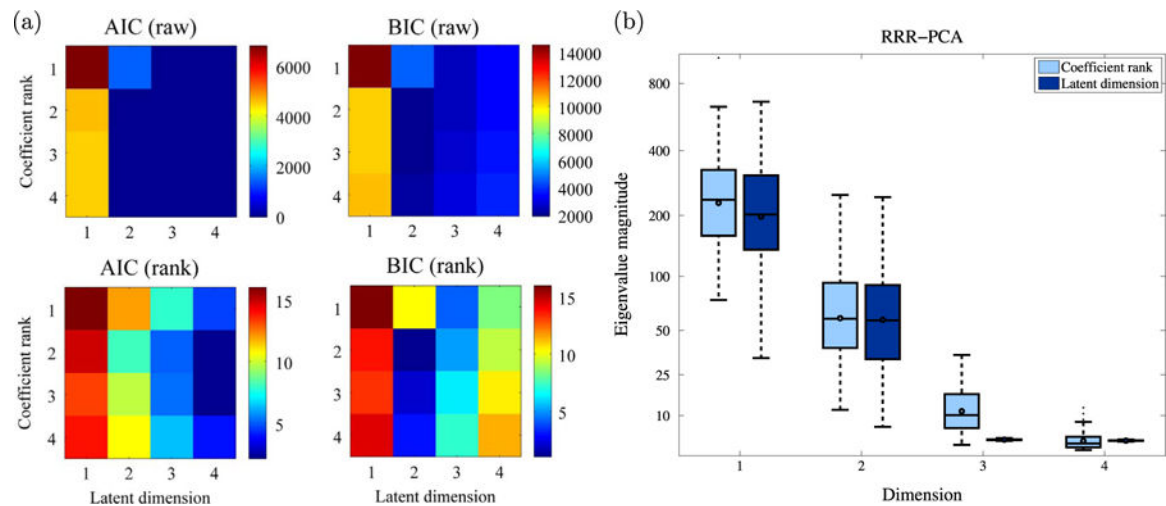 (a)
AIC (raw)
Coefficient rank
1
2
3
4
1 2 3 4
6000
4000
2000
0
BIC (raw)
1
2
3
4
1 2 3 4
14000
12000
10000
8000
6000
4000
2000
AIC (rank)
Coefficient rank
1
2
3
4
1 2 3 4
Latent dimension
15
10
5
BIC (rank)
1
2
3
4
1 2 3 4
Latent dimension
15
10
5
(b)
RRR-PCA
Coefficient rank
Latent dimension
Eigenvalue magnitude
800
400
200
100
50
25
10
1 2 3 4
Dimension